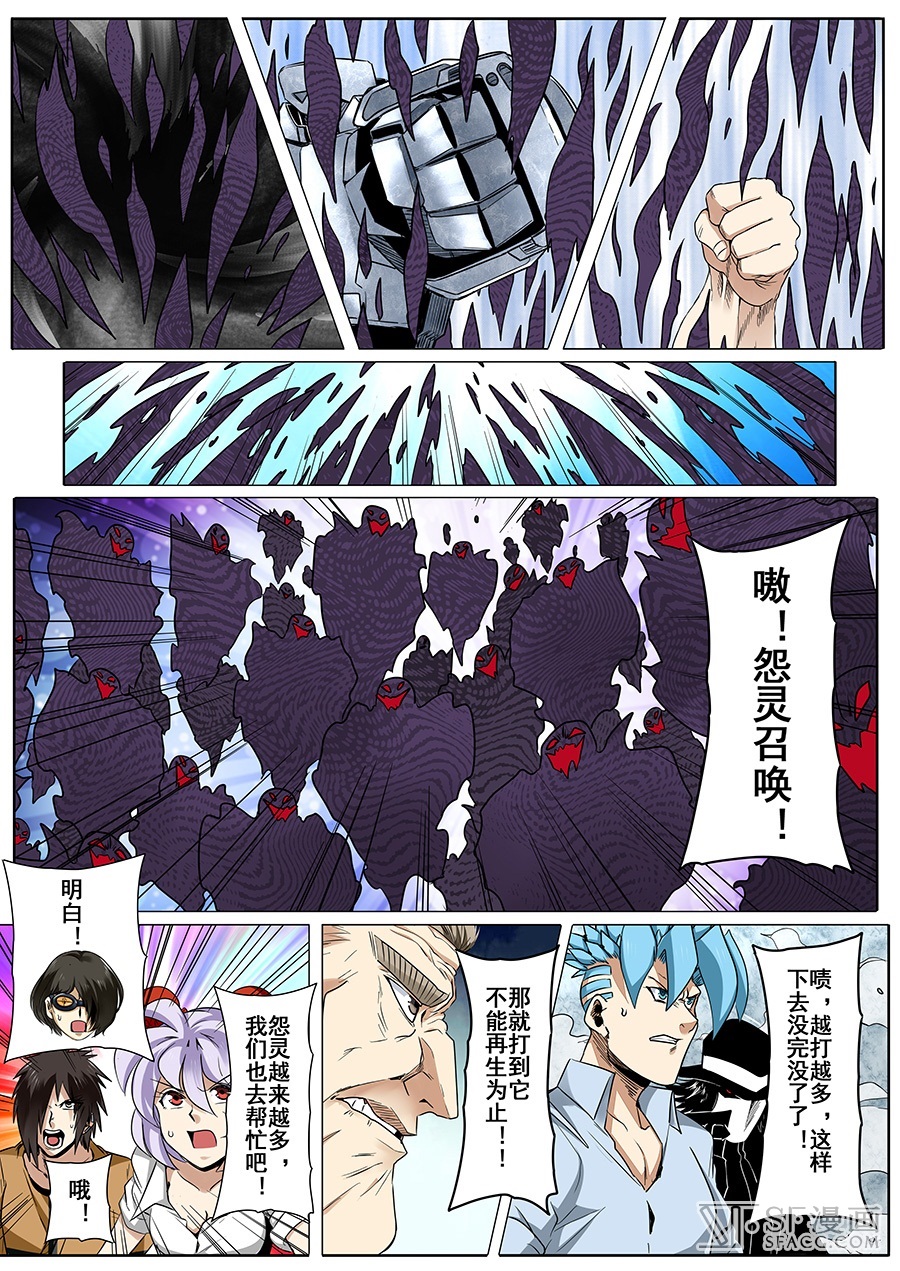 嗷！怨灵召唤！
啧，越打越多，这样
下去没完没了了！
那就打到它
不能再生为止！！
怨灵越来越多，
我们也去帮忙吧！
明白！
哦！
SF漫画
SFACG.COM